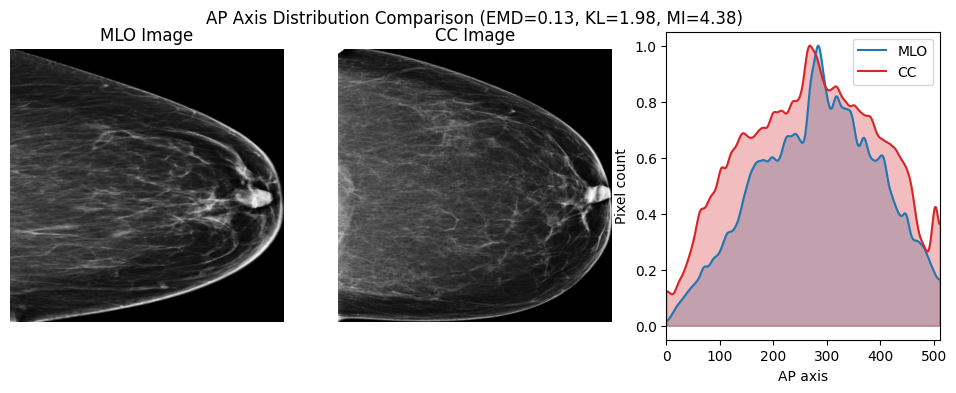 AP Axis Distribution Comparison (EMD=0.13, KL=1.98, MI=4.38)
MLO Image
CC Image
MLO
CC
Pixel count
1.0
0.8
0.6
0.4
0.2
0.0
0 100 200 300 400 500
AP axis